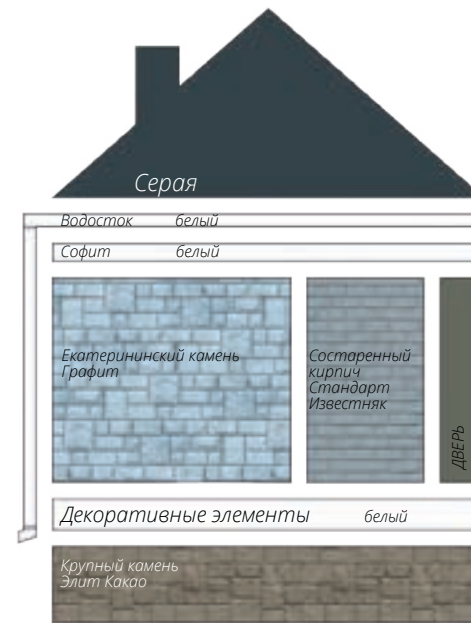 Серая
Водосток белый
Софит белый
Екатерининский камень
Графит
Состаренный
кирпич
Стандарт
Известняк
ДВЕРЬ
Декоративные элементы белый
Крупный камень
Элит Какао